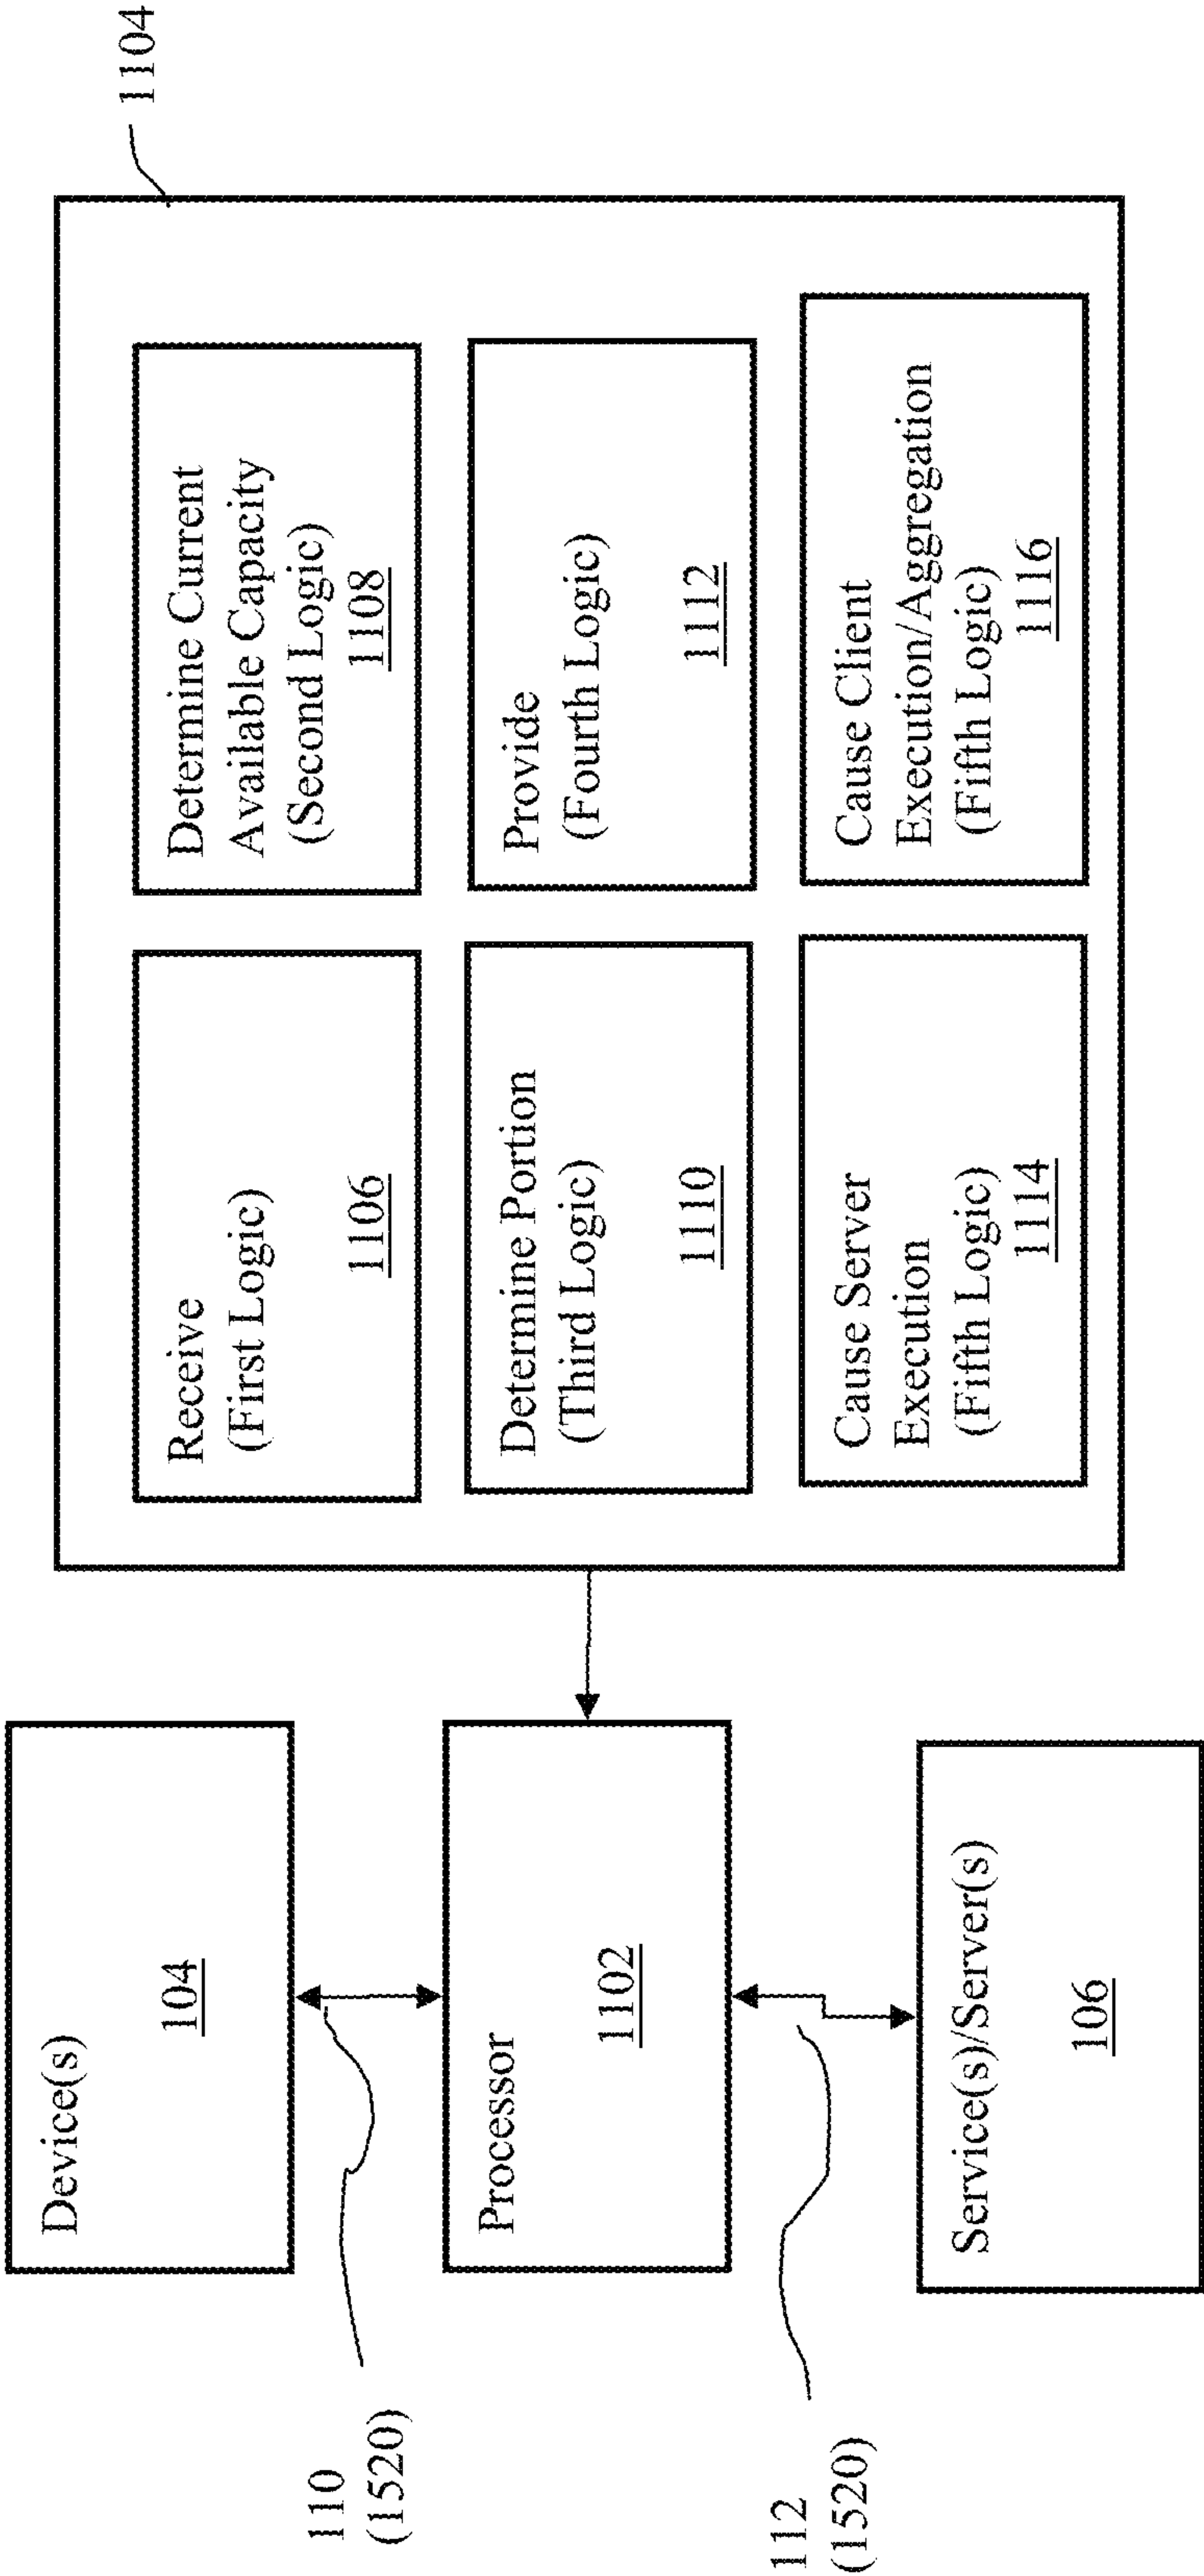 Device(s)
104
110
(1520)
Processor
1102
112
(1520)
Service(s)/Server(s)
106
1104
Receive
(First Logic)
1106
Determine Current
Available Capacity
(Second Logic)
1108
Determine Portion
(Third Logic)
1110
Provide
(Fourth Logic)
1112
Cause Server
Execution
(Fifth Logic)
1114
Cause Client
Execution/Aggregation
(Fifth Logic)
1116